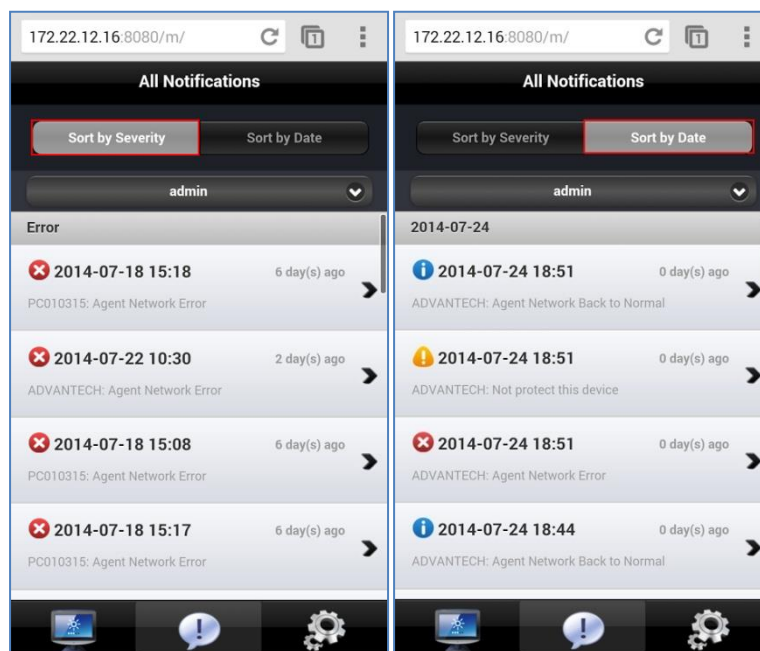 172.22.12.16:8080/m/
1
All Notifications
Sort by Severity
Sort by Date
admin
Error
2014-07-18 15:18
6 day(s) ago
PC010315: Agent Network Error
2014-07-22 10:30
2 day(s) ago
ADVANTECH: Agent Network Error
2014-07-18 15:08
6 day(s) ago
PC010315: Agent Network Error
2014-07-18 15:17
6 day(s) ago
PC010315: Agent Network Error
172.22.12.16:8080/m/
1
All Notifications
Sort by Severity
Sort by Date
admin
2014-07-24
2014-07-24 18:51
0 day(s) ago
ADVANTECH: Agent Network Back to Normal
2014-07-24 18:51
0 day(s) ago
ADVANTECH: Not protect this device
2014-07-24 18:51
0 day(s) ago
ADVANTECH: Agent Network Error
2014-07-24 18:44
0 day(s) ago
ADVANTECH: Agent Network Back to Normal